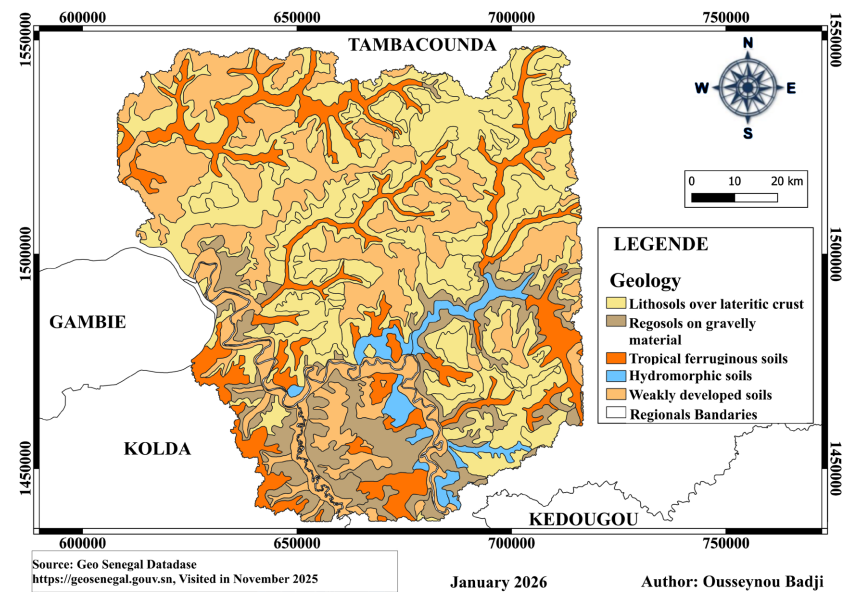 600000 650000 700000 750000
1550000 1550000
TAMBACOUNDA
N
W E
S
0 10 20 km
1500000 1500000
LEGENDE
Geology
Lithosols over lateritic crust
Regosols on gravelly
material
Tropical ferruginous soils
Hydromorphic soils
Weakly developed soils
Regionals Bandaries
GAMBIE
KOLDA
1450000 1450000
KEDOUGOU
600000 650000 700000 750000
Source: Geo Senegal Datadase
https://geosenegal.gouv.sn, Visited in November 2025
January 2026
Author: Ousseynou Badji